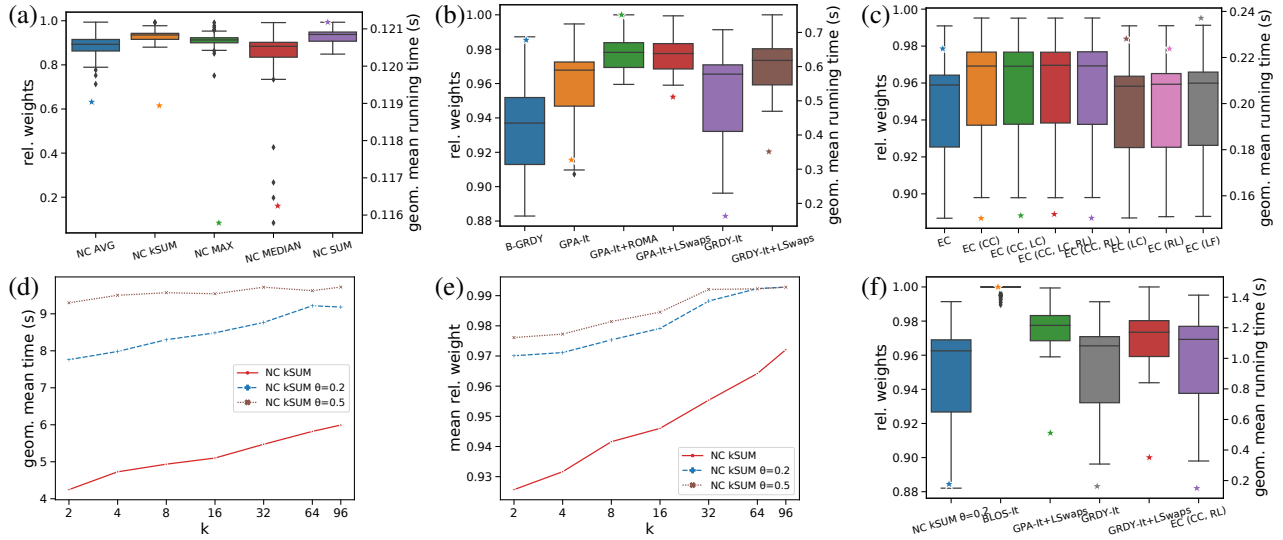 (a)
rel. weights
1.0
0.8
0.6
0.4
0.2
NC AVG
NC kSUM
NC MAX
NC MEDIAN
NC SUM
0.121
0.120
0.119
0.118
0.117
0.116
geom. mean running time (s)
(b)
rel. weights
1.00
0.98
0.96
0.94
0.92
0.90
0.88
B-GRDY
GPA-It
GPA-It+ROMA
GPA-It+LSwaps
GRDY-It
GRDY-It+LSwaps
0.7
0.6
0.5
0.4
0.3
0.2
geom. mean running time (s)
(c)
rel. weights
1.00
0.98
0.96
0.94
0.92
0.90
EC
EC (CC)
EC (CC, LC)
EC (CC, LC, RL)
EC (CC, RL)
EC (LC)
EC (RL)
EC (LF)
0.24
0.22
0.20
0.18
0.16
geom. mean running time (s)
(d)
geom. mean time (s)
9
8
7
6
5
4
2
4
8
16
32
64
96
k
NC kSUM
NC kSUM θ=0.2
NC kSUM θ=0.5
(e)
mean rel. weight
0.99
0.98
0.97
0.96
0.95
0.94
0.93
2
4
8
16
32
64
96
k
NC kSUM
NC kSUM θ=0.2
NC kSUM θ=0.5
(f)
rel. weights
1.00
0.98
0.96
0.94
0.92
0.90
0.88
NC kSUM θ=0.2
BLOS-It
GPA-It+LSwaps
GRDY-It
GRDY-It+LSwaps
EC (CC, RL)
1.4
1.2
1.0
0.8
0.6
0.4
0.2
geom. mean running time (s)